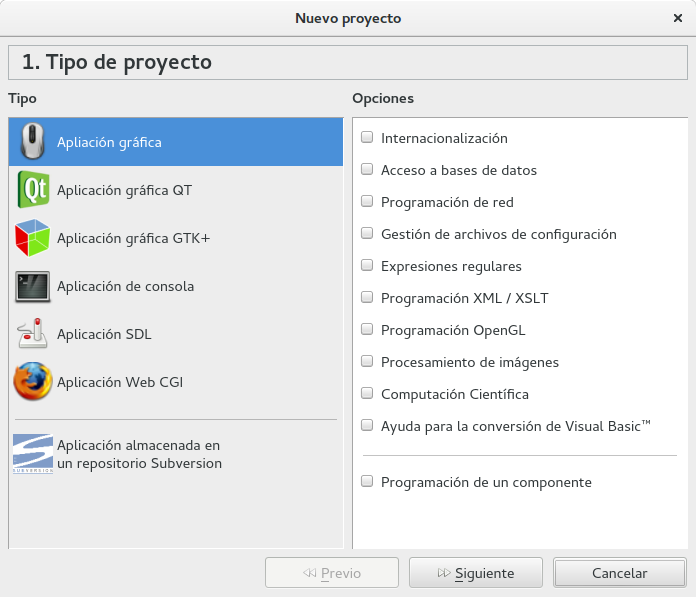 Nuevo proyecto
1. Tipo de proyecto
Tipo
Apliación gráfica
Qt
Aplicación gráfica QT
Aplicación gráfica GTK+
Aplicación de consola
Aplicación SDL
Aplicación Web CGI
SUBVERSION
Aplicación almacenada en
un repositorio Subversion
Opciones
Internacionalización
Acceso a bases de datos
Programación de red
Gestión de archivos de configuración
Expresiones regulares
Programación XML / XSLT
Programación OpenGL
Procesamiento de imágenes
Computación Científica
Ayuda para la conversión de Visual Basic™
Programación de un componente
Previo
Siguiente
Cancelar